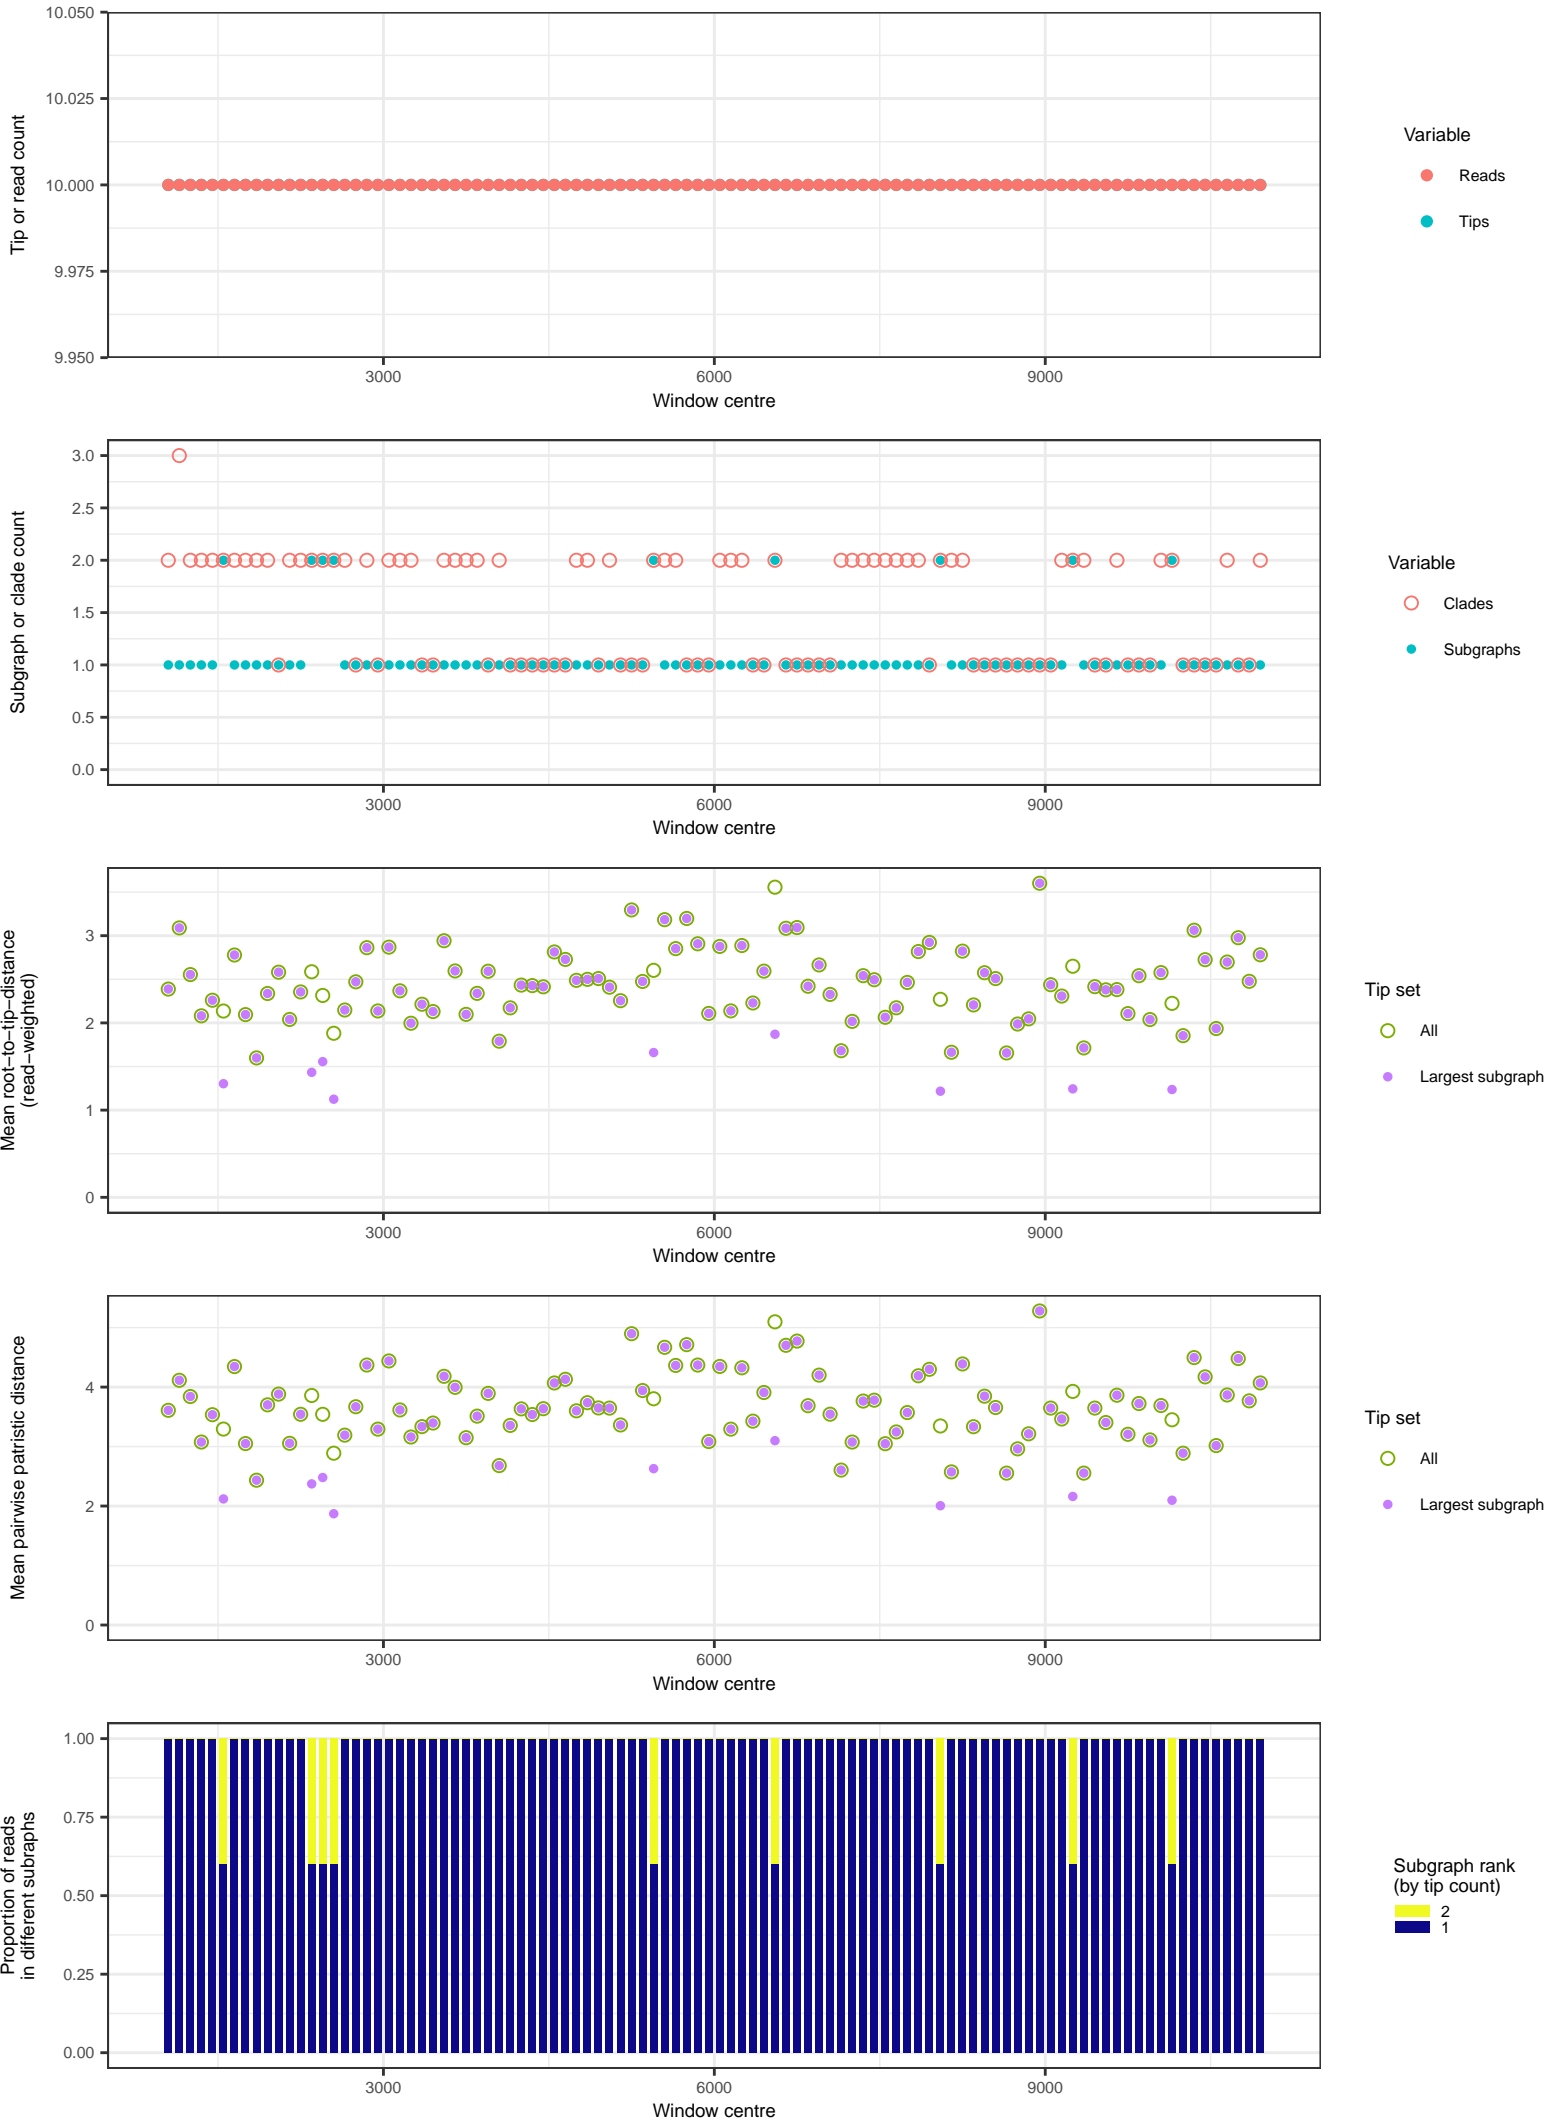 10.050
10.025
10.000
9.975
9.950
Tip or read count
3000 6000 9000
Window centre
Variable
Reads
Tips
3.0
2.5
2.0
1.5
1.0
0.5
0.0
Subgraph or clade count
3000 6000 9000
Window centre
Variable
Clades
Subgraphs
3
2
1
0
Mean root−to−tip−distance
(read−weighted)
3000 6000 9000
Window centre
Tip set
All
Largest subgraph
4
2
0
Mean pairwise patristic distance
3000 6000 9000
Window centre
Tip set
All
Largest subgraph
1.00
0.75
0.50
0.25
0.00
Proportion of reads
in different subraphs
3000 6000 9000
Window centre
Subgraph rank
(by tip count)
2
1